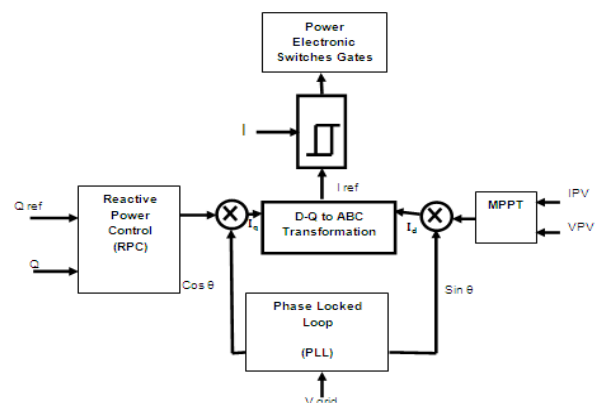 Power
Electronic
Switches Gates
I
I ref
Q ref
Reactive
Power
Control
(RPC)
Iq
D-Q to ABC
Transformation
Id
MPPT
IPV
VPV
Q
Cos θ
Sin θ
Phase Locked
Loop
(PLL)
V grid